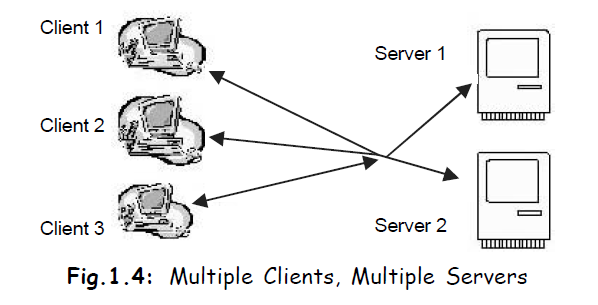 Client 1
Server 1
Client 2
Client 3
Server 2
Fig.1.4: Multiple Clients, Multiple Servers